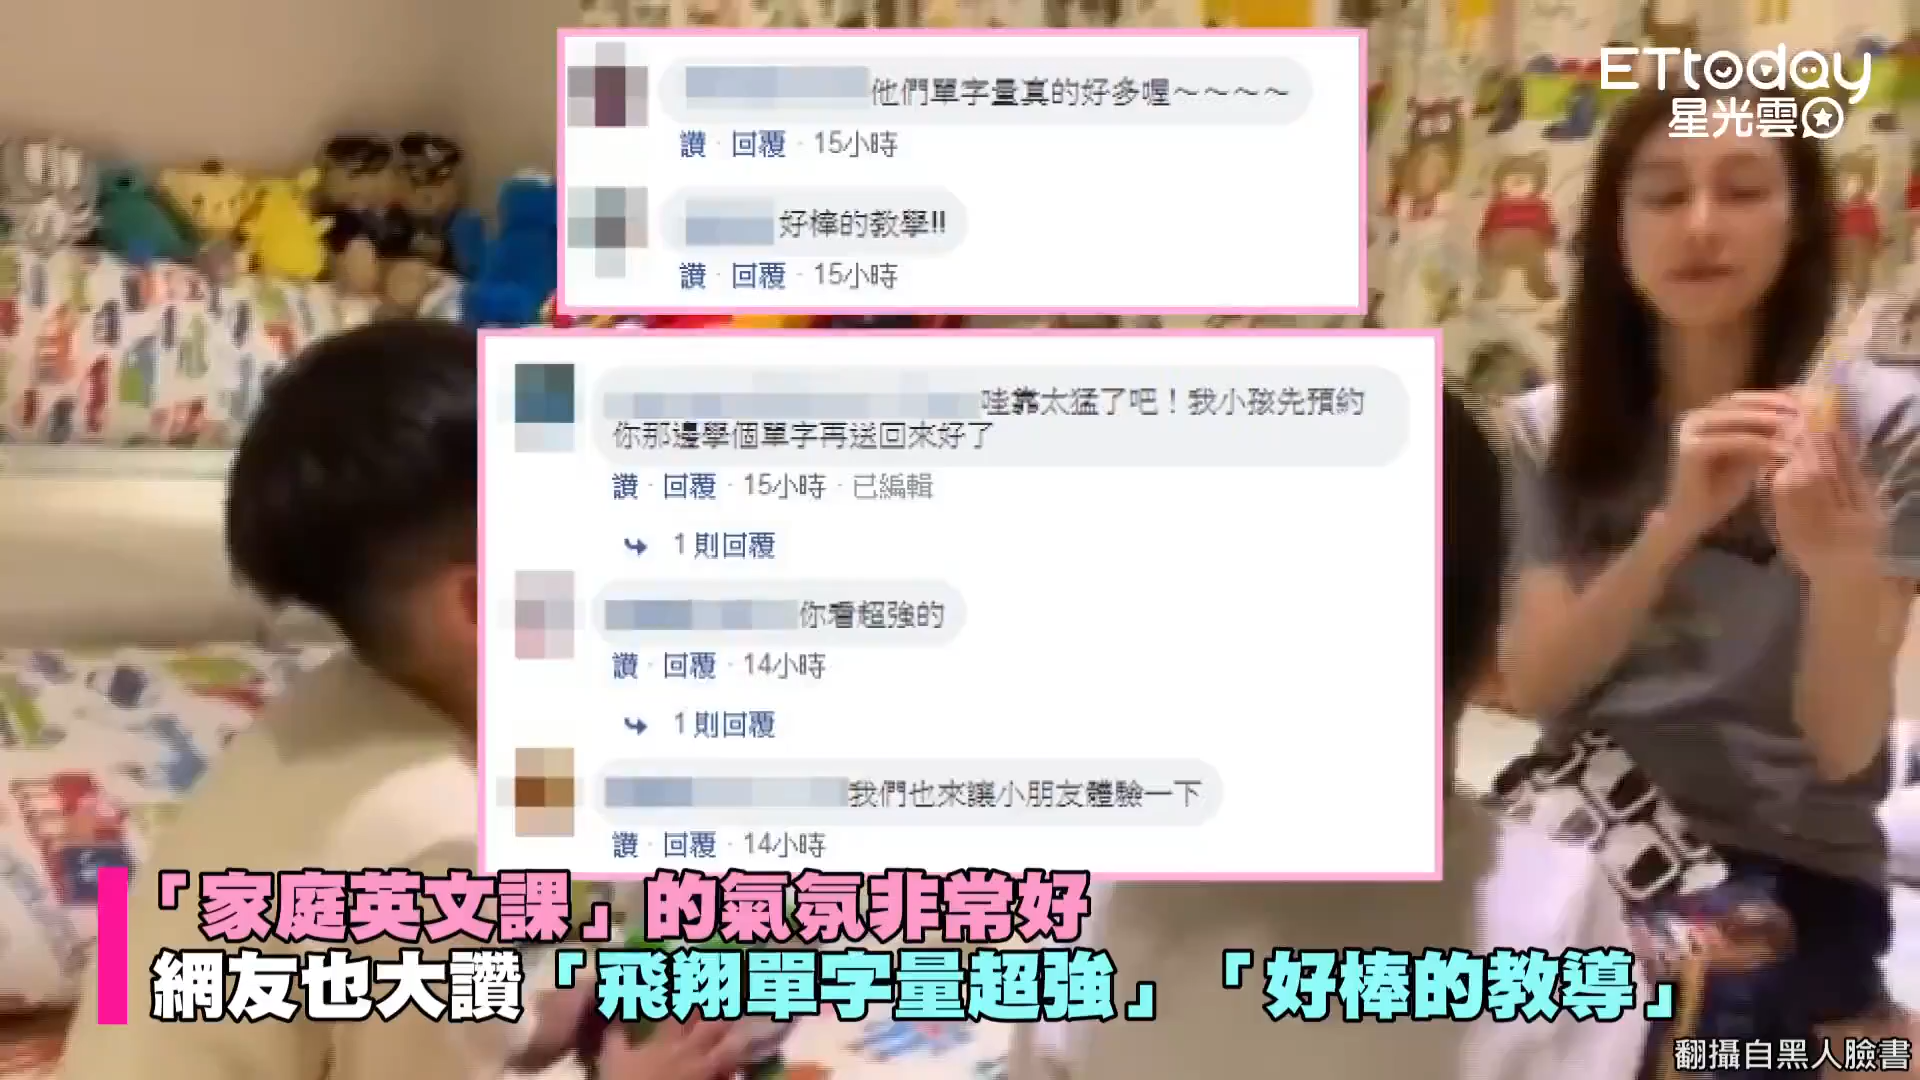 ETtoday
星光雲
他們單字量真的好多喔～～～～
讚 · 回覆 · 15小時
好棒的教學!!
讚 · 回覆 · 15小時
哇靠太猛了吧！我小孩先預約
你那邊學個單字再送回來好了
讚 · 回覆 · 15小時 · 已編輯
1 則回覆
你看超強的
讚 · 回覆 · 14小時
1 則回覆
我們也來讓小朋友體驗一下
讚 · 回覆 · 14小時
「家庭英文課」的氣氛非常好
網友也大讚「飛翔單字量超強」「好棒的教導」
翻攝自黑人臉書